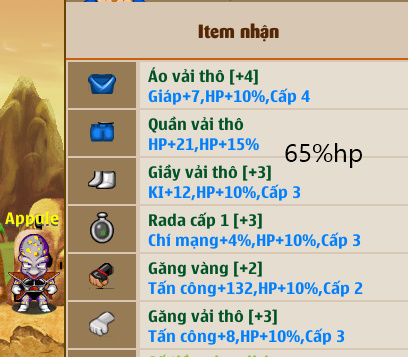 Item nhận
Áo vải thô [+4]
Giáp+7,HP+10%,Cấp 4
Quần vải thô
HP+21,HP+15%
65%hp
Giầy vải thô [+3]
KI+12,HP+10%,Cấp 3
Appule
Rada cấp 1 [+3]
Chí mạng+4%,HP+10%,Cấp 3
Găng vàng [+2]
Tấn công+132,HP+10%,Cấp 2
Găng vải thô [+3]
Tấn công+8,HP+10%,Cấp 3